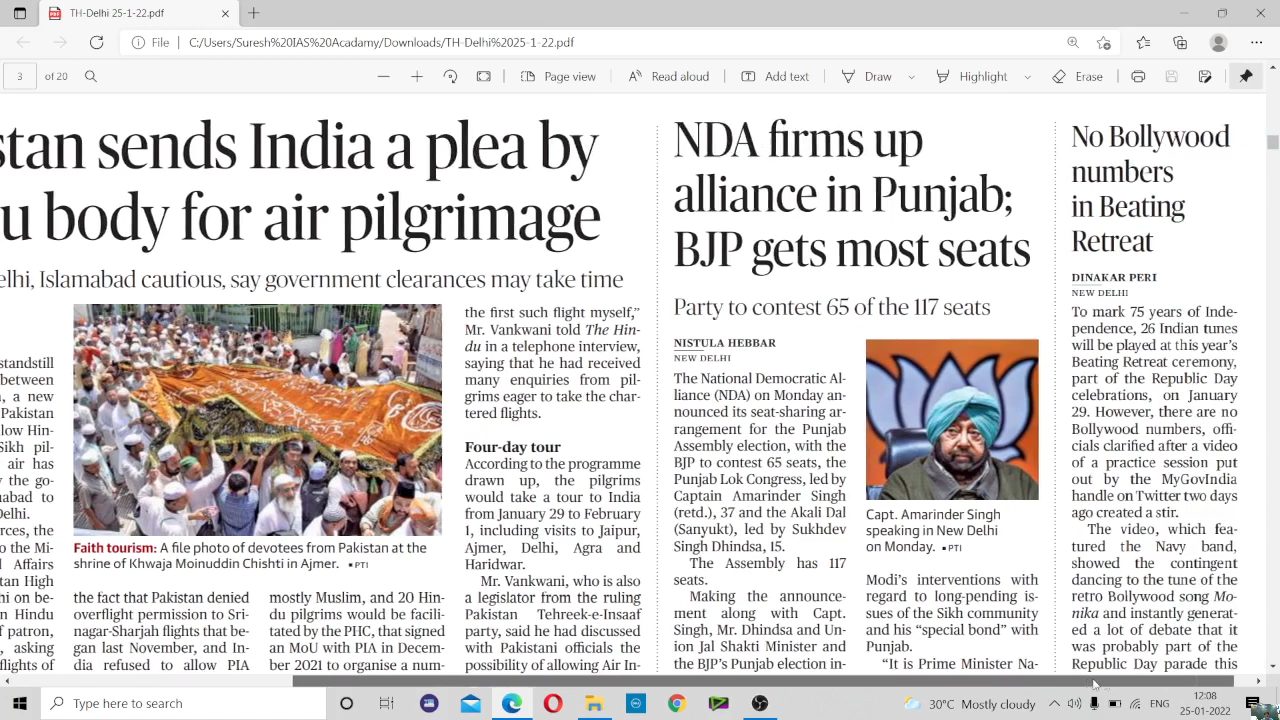 TH-Delhi 25-1-22.pdf
File
C:/Users/Suresh%20IAS%20Acadamy/Downloads/TH-Delhi%2025-1-22.pdf
3 of 20
Page view
Read aloud
Add text
Draw
Highlight
Erase
stan sends India a plea by
u body for air pilgrimage
elhi, Islamabad cautious, say government clearances may take time
standstill
between
n, a new
Pakistan
low Hin-
Sikh pil-
air has
y the go-
nabad to
Delhi.
rces, the
o the Mi-
Affairs
tan High
hi on be-
n Hindu
f patron,
, asking
flights of
Faith tourism: A file photo of devotees from Pakistan at the
shrine of Khwaja Moinuddin Chishti in Ajmer. ▪ PTI
the fact that Pakistan denied
overflight permission to Sri-
nagar-Sharjah flights that be-
gan last November, and In-
dia refused to allow PIA
mostly Muslim, and 20 Hin-
du pilgrims would be facili-
tated by the PHC, that signed
an MoU with PIA in Decem-
ber 2021 to organise a num-
the first such flight myself,”
Mr. Vankwani told The Hin-
du in a telephone interview,
saying that he had received
many enquiries from pil-
grims eager to take the char-
tered flights.
Four-day tour
According to the programme
drawn up, the pilgrims
would take a tour to India
from January 29 to February
1, including visits to Jaipur,
Ajmer, Delhi, Agra and
Haridwar.
Mr. Vankwani, who is also
a legislator from the ruling
Pakistan Tehreek-e-Insaaf
party, said he had discussed
with Pakistani officials the
possibility of allowing Air In-
NDA firms up
alliance in Punjab;
BJP gets most seats
Party to contest 65 of the 117 seats
NISTULA HEBBAR
NEW DELHI
The National Democratic Al-
liance (NDA) on Monday an-
nounced its seat-sharing ar-
rangement for the Punjab
Assembly election, with the
BJP to contest 65 seats, the
Punjab Lok Congress, led by
Captain Amarinder Singh
(retd.), 37 and the Akali Dal
(Sanyukt), led by Sukhdev
Singh Dhindsa, 15.
The Assembly has 117
seats.
Making the announce-
ment along with Capt.
Singh, Mr. Dhindsa and Un-
ion Jal Shakti Minister and
the BJP’s Punjab election in-
Capt. Amarinder Singh
speaking in New Delhi
on Monday. ▪ PTI
Modi’s interventions with
regard to long-pending is-
sues of the Sikh community
and his “special bond” with
Punjab.
“It is Prime Minister Na-
No Bollywood
numbers
in Beating
Retreat
DINAKAR PERI
NEW DELHI
To mark 75 years of Inde-
pendence, 26 Indian tunes
will be played at this year’s
Beating Retreat ceremony,
part of the Republic Day
celebrations, on January
29. However, there are no
Bollywood numbers, offi-
cials clarified after a video
of a practice session put
out by the MyGovIndia
handle on Twitter two days
ago created a stir.
The video, which fea-
tured the Navy band,
showed the contingent
dancing to the tune of the
retro Bollywood song Mo-
nika and instantly generat-
ed a lot of debate that it
was probably part of the
Republic Day parade this
Type here to search
30°C Mostly cloudy
ENG
12:08
25-01-2022